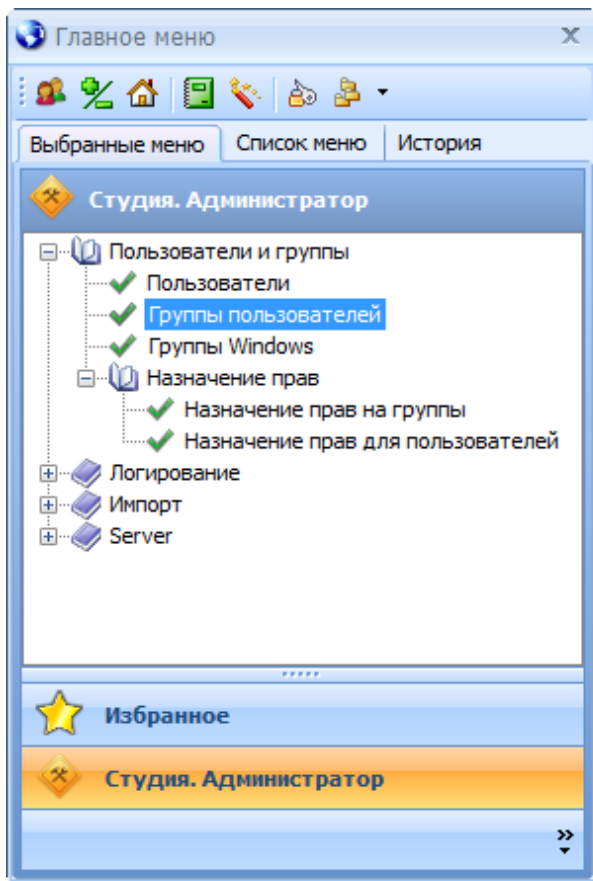 Главное меню
Выбранные меню Список меню История
Студия. Администратор
Пользователи и группы
Пользователи
Группы пользователей
Группы Windows
Назначение прав
Назначение прав на группы
Назначение прав для пользователей
Логирование
Импорт
Server
Избранное
Студия. Администратор